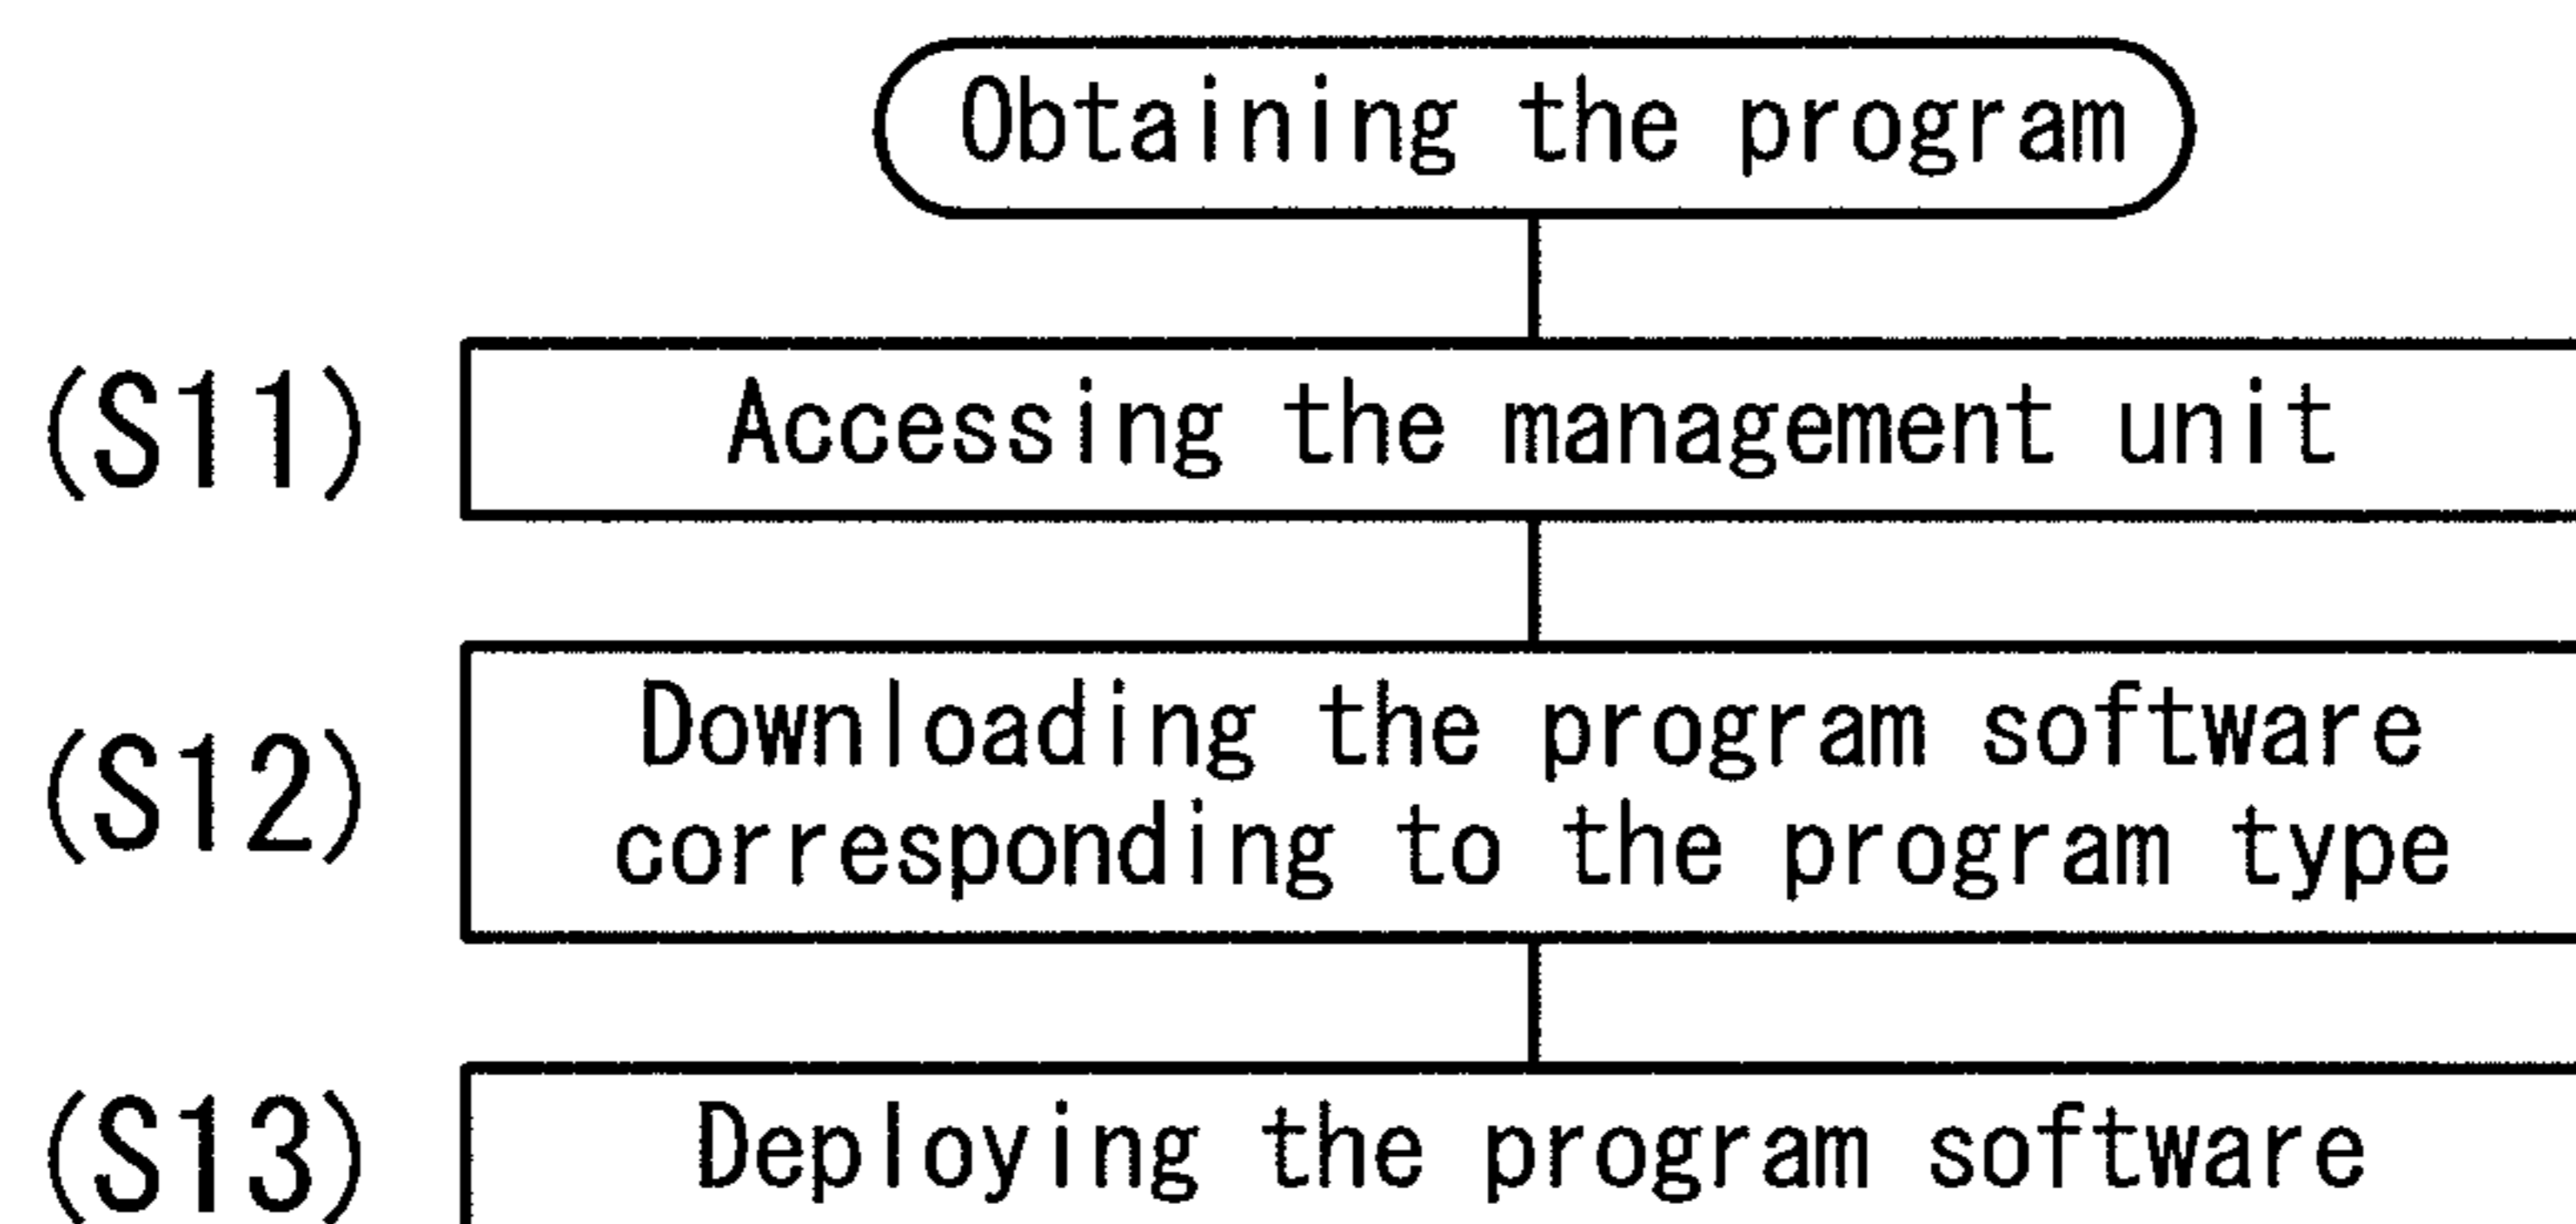 Obtaining the program
(S11) Accessing the management unit
(S12) Downloading the program software
corresponding to the program type
(S13) Deploying the program software